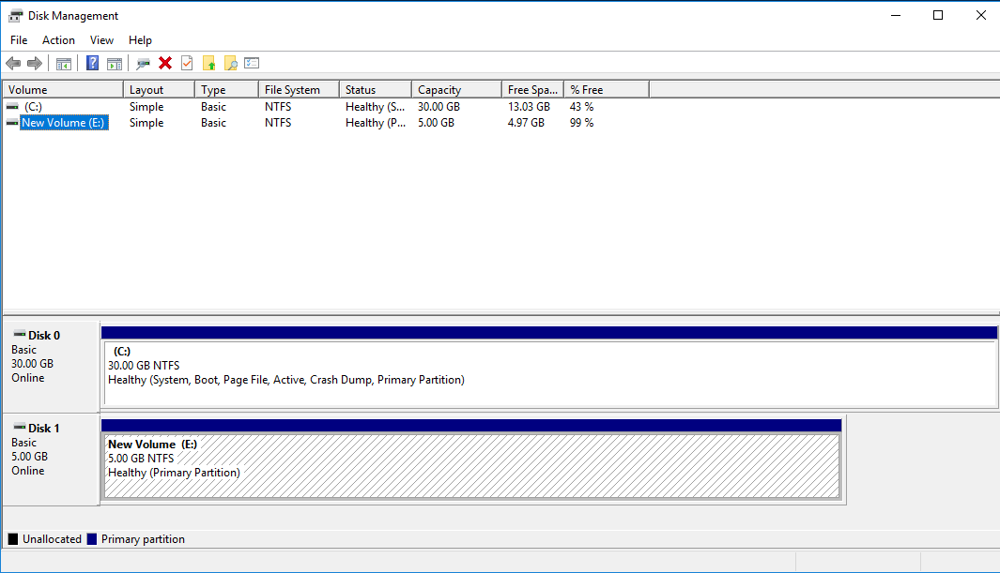 Disk Management
File Action View Help
Volume Layout Type File System Status Capacity Free Spa... % Free
(C:) Simple Basic NTFS Healthy (S... 30.00 GB 13.03 GB 43 %
New Volume (E:) Simple Basic NTFS Healthy (P... 5.00 GB 4.97 GB 99 %
Disk 0
Basic
30.00 GB
Online
(C:)
30.00 GB NTFS
Healthy (System, Boot, Page File, Active, Crash Dump, Primary Partition)
Disk 1
Basic
5.00 GB
Online
New Volume (E:)
5.00 GB NTFS
Healthy (Primary Partition)
Unallocated Primary partition